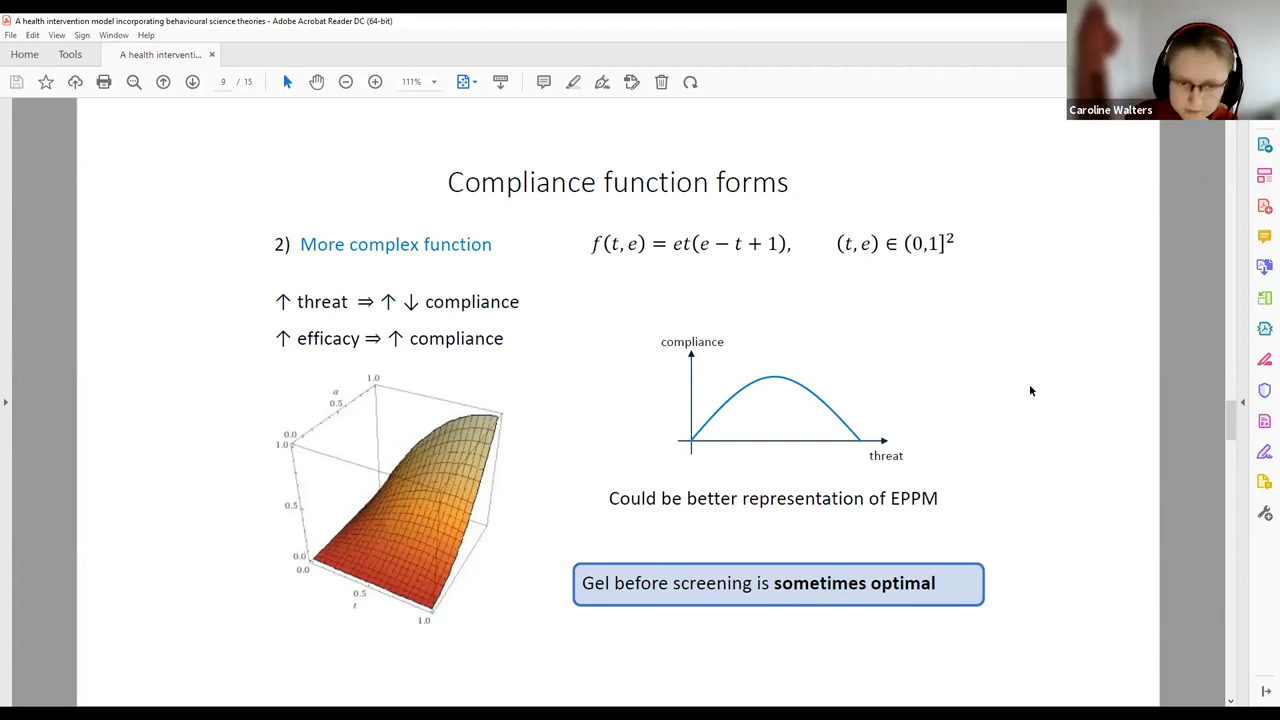 A health intervention model incorporating behavioural science theories - Adobe Acrobat Reader DC (64-bit)
File Edit View Sign Window Help
Home Tools A health interventi... ×
9 / 15 111%
Caroline Walters
Compliance function forms
2) More complex function f(t, e) = et(e − t + 1), (t, e) ∈ (0,1]²
↑ threat ⇒ ↑ ↓ compliance
↑ efficacy ⇒ ↑ compliance
compliance
threat
1.0
a
0.5
0.0
1.0
0.5
0.0
0.0
0.5
t
1.0
Could be better representation of EPPM
Gel before screening is sometimes optimal